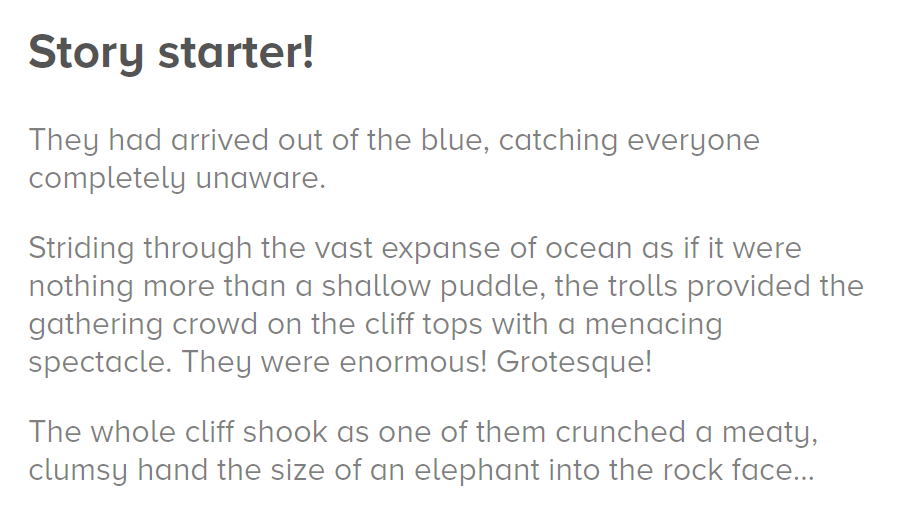 Story starter!
They had arrived out of the blue, catching everyone
completely unaware.
Striding through the vast expanse of ocean as if it were
nothing more than a shallow puddle, the trolls provided the
gathering crowd on the cliff tops with a menacing
spectacle. They were enormous! Grotesque!
The whole cliff shook as one of them crunched a meaty,
clumsy hand the size of an elephant into the rock face...